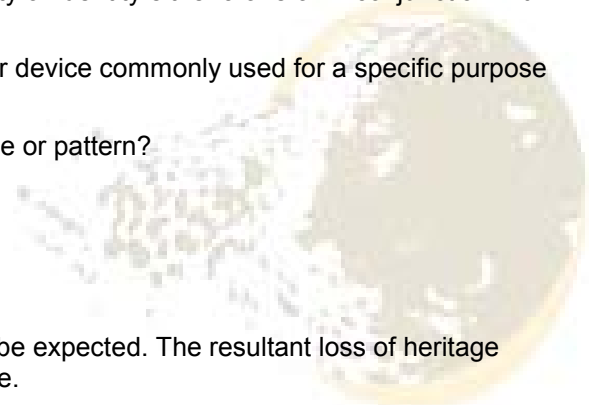 r device commonly used for a specific purpose
e or pattern?
be expected. The resultant loss of heritage
e.